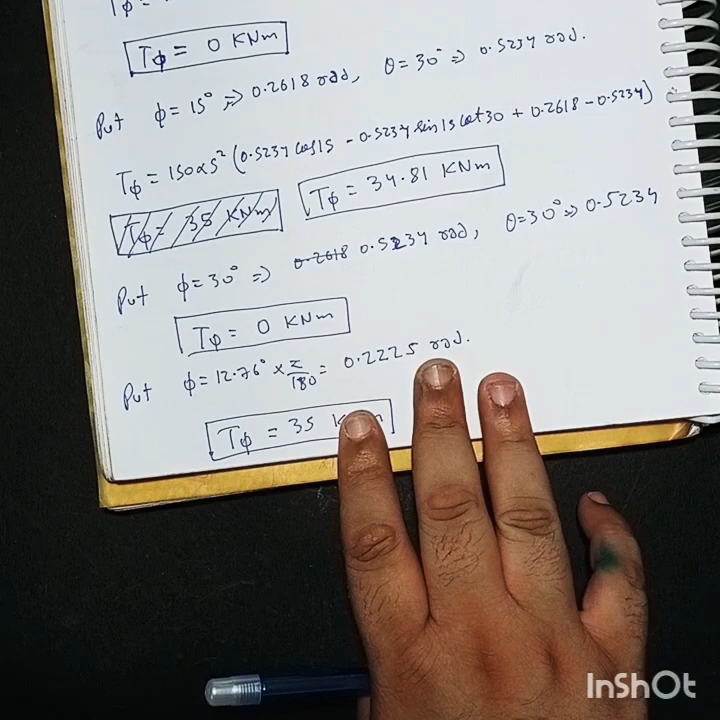 Tφ =
Tφ = 0 KNm
Put φ = 15° => 0.2618 rad, θ = 30° => 0.5234 rad.
Tφ = 150x5² (0.5234 cos15 - 0.5234 sin15 cot30 + 0.2618 - 0.5234)
Tφ = 35 KNm Tφ = 34.81 KNm
Put φ = 30° => 0.2618 0.5234 rad, θ=30° => 0.5234
Tφ = 0 KNm
Put φ = 12.76° × π/180 = 0.2225 rad.
Tφ = 35 K m
InShOt